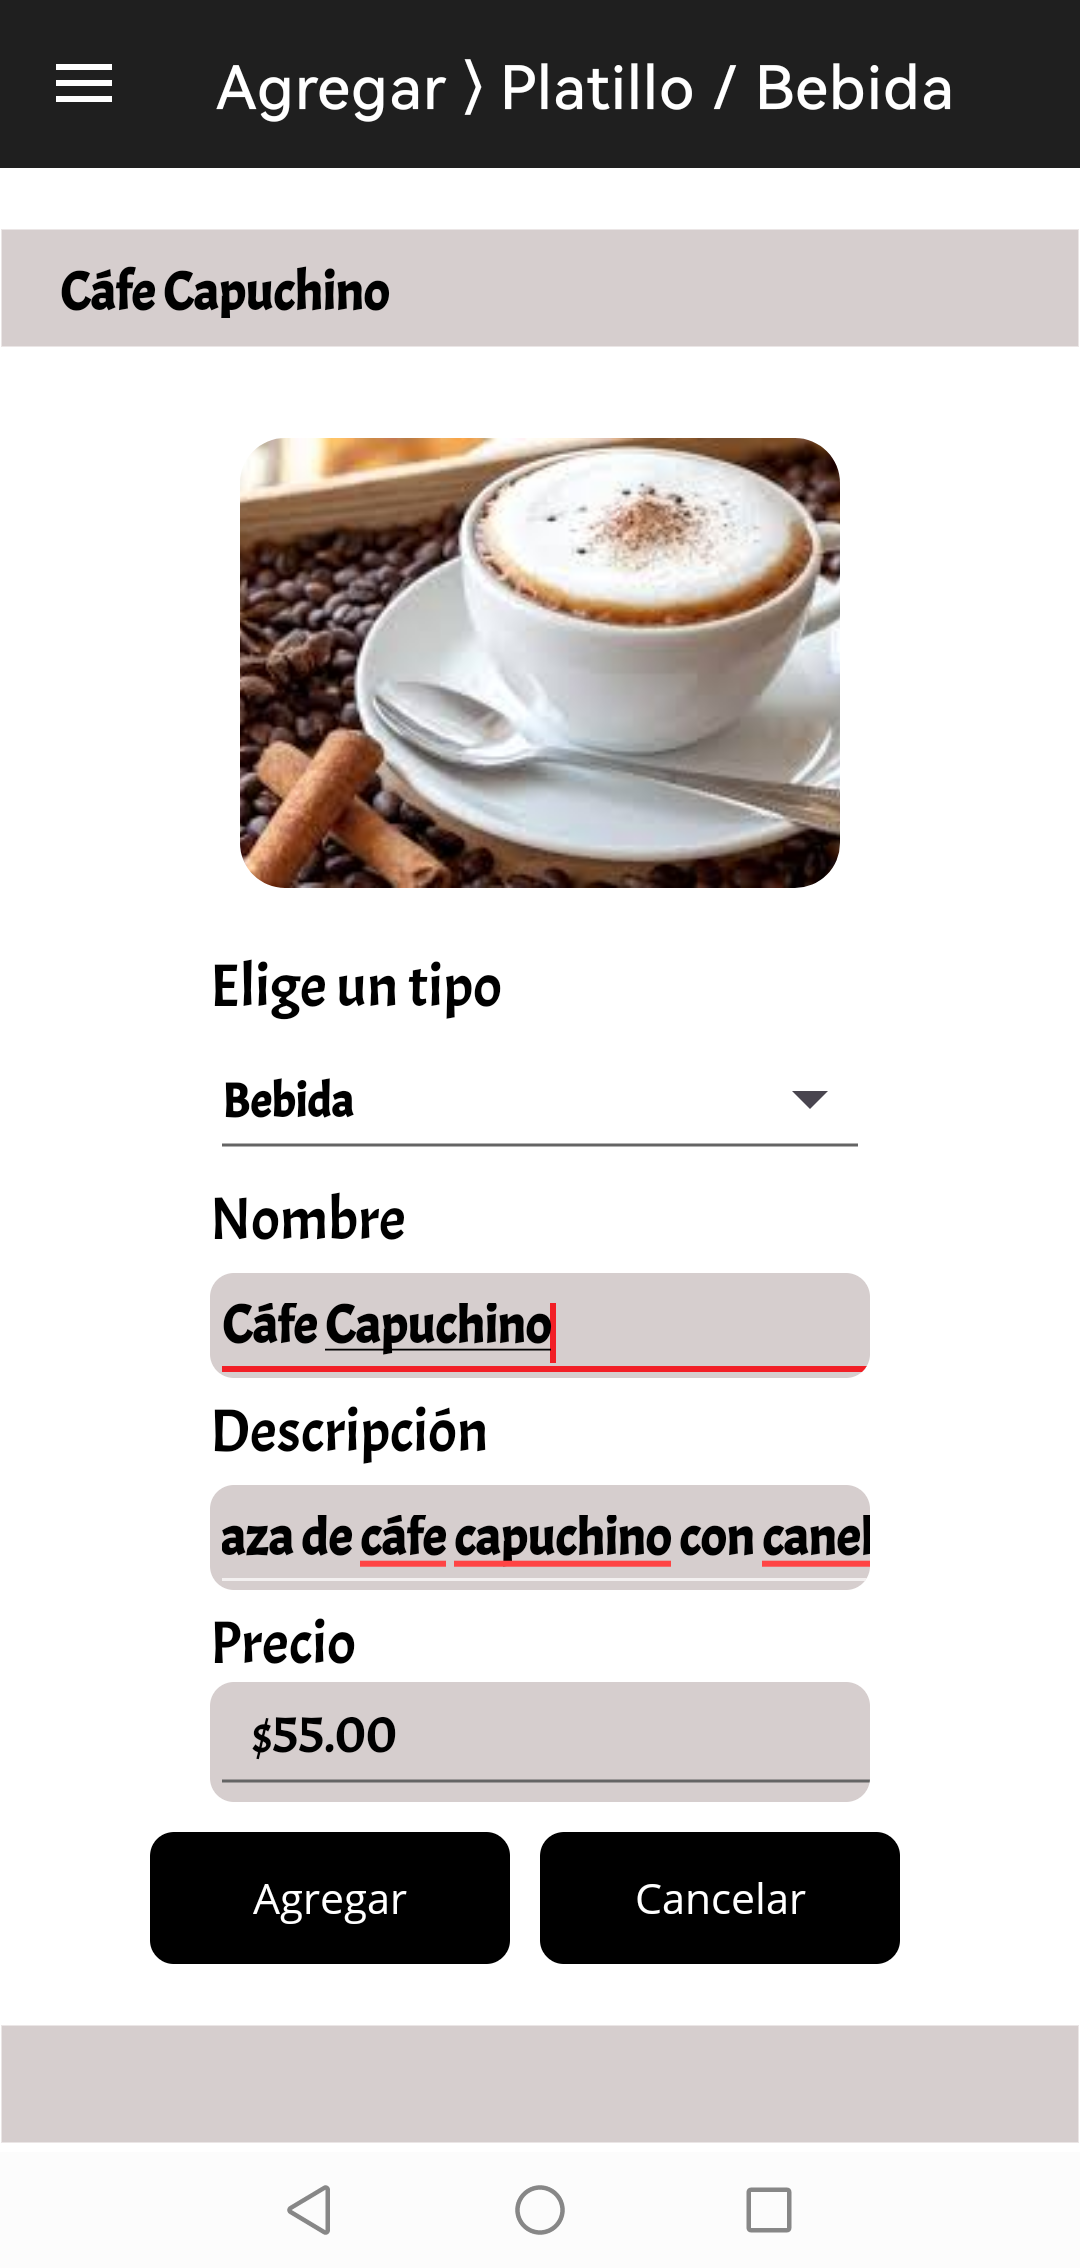 Agregar ⟩ Platillo / Bebida
Cáfe Capuchino
Elige un tipo
Bebida
Nombre
Cáfe Capuchino
Descripción
aza de cáfe capuchino con canel
Precio
$55.00
Agregar Cancelar